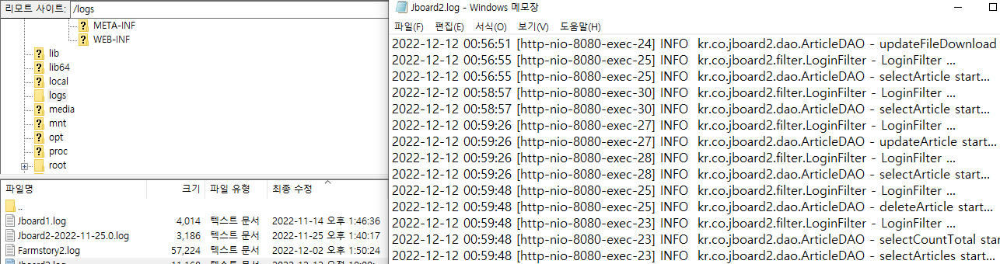 리모트 사이트: /logs
META-INF
WEB-INF
lib
lib64
local
logs
media
mnt
opt
proc
root
파일명 크기 파일 유형 최종 수정
..
Jboard1.log 4,014 텍스트 문서 2022-11-14 오후 1:46:36
Jboard2-2022-11-25.0.log 3,186 텍스트 문서 2022-11-25 오후 1:40:17
Farmstory2.log 57,224 텍스트 문서 2022-12-02 오후 1:50:24
Jboard2.log - Windows 메모장
파일(F) 편집(E) 서식(O) 보기(V) 도움말(H)
2022-12-12 00:56:51 [http-nio-8080-exec-24] INFO kr.co.jboard2.dao.ArticleDAO - updateFileDownload
2022-12-12 00:56:55 [http-nio-8080-exec-25] INFO kr.co.jboard2.filter.LoginFilter - LoginFilter ...
2022-12-12 00:56:55 [http-nio-8080-exec-25] INFO kr.co.jboard2.dao.ArticleDAO - selectArticle start...
2022-12-12 00:58:57 [http-nio-8080-exec-30] INFO kr.co.jboard2.filter.LoginFilter - LoginFilter ...
2022-12-12 00:58:57 [http-nio-8080-exec-30] INFO kr.co.jboard2.dao.ArticleDAO - selectArticle start...
2022-12-12 00:59:26 [http-nio-8080-exec-27] INFO kr.co.jboard2.filter.LoginFilter - LoginFilter ...
2022-12-12 00:59:26 [http-nio-8080-exec-27] INFO kr.co.jboard2.dao.ArticleDAO - updateArticle start...
2022-12-12 00:59:26 [http-nio-8080-exec-28] INFO kr.co.jboard2.filter.LoginFilter - LoginFilter ...
2022-12-12 00:59:26 [http-nio-8080-exec-28] INFO kr.co.jboard2.dao.ArticleDAO - selectArticle start...
2022-12-12 00:59:48 [http-nio-8080-exec-25] INFO kr.co.jboard2.filter.LoginFilter - LoginFilter ...
2022-12-12 00:59:48 [http-nio-8080-exec-25] INFO kr.co.jboard2.dao.ArticleDAO - deleteArticle start...
2022-12-12 00:59:48 [http-nio-8080-exec-23] INFO kr.co.jboard2.filter.LoginFilter - LoginFilter ...
2022-12-12 00:59:48 [http-nio-8080-exec-23] INFO kr.co.jboard2.dao.ArticleDAO - selectCountTotal star
2022-12-12 00:59:48 [http-nio-8080-exec-23] INFO kr.co.jboard2.dao.ArticleDAO - selectArticles start...